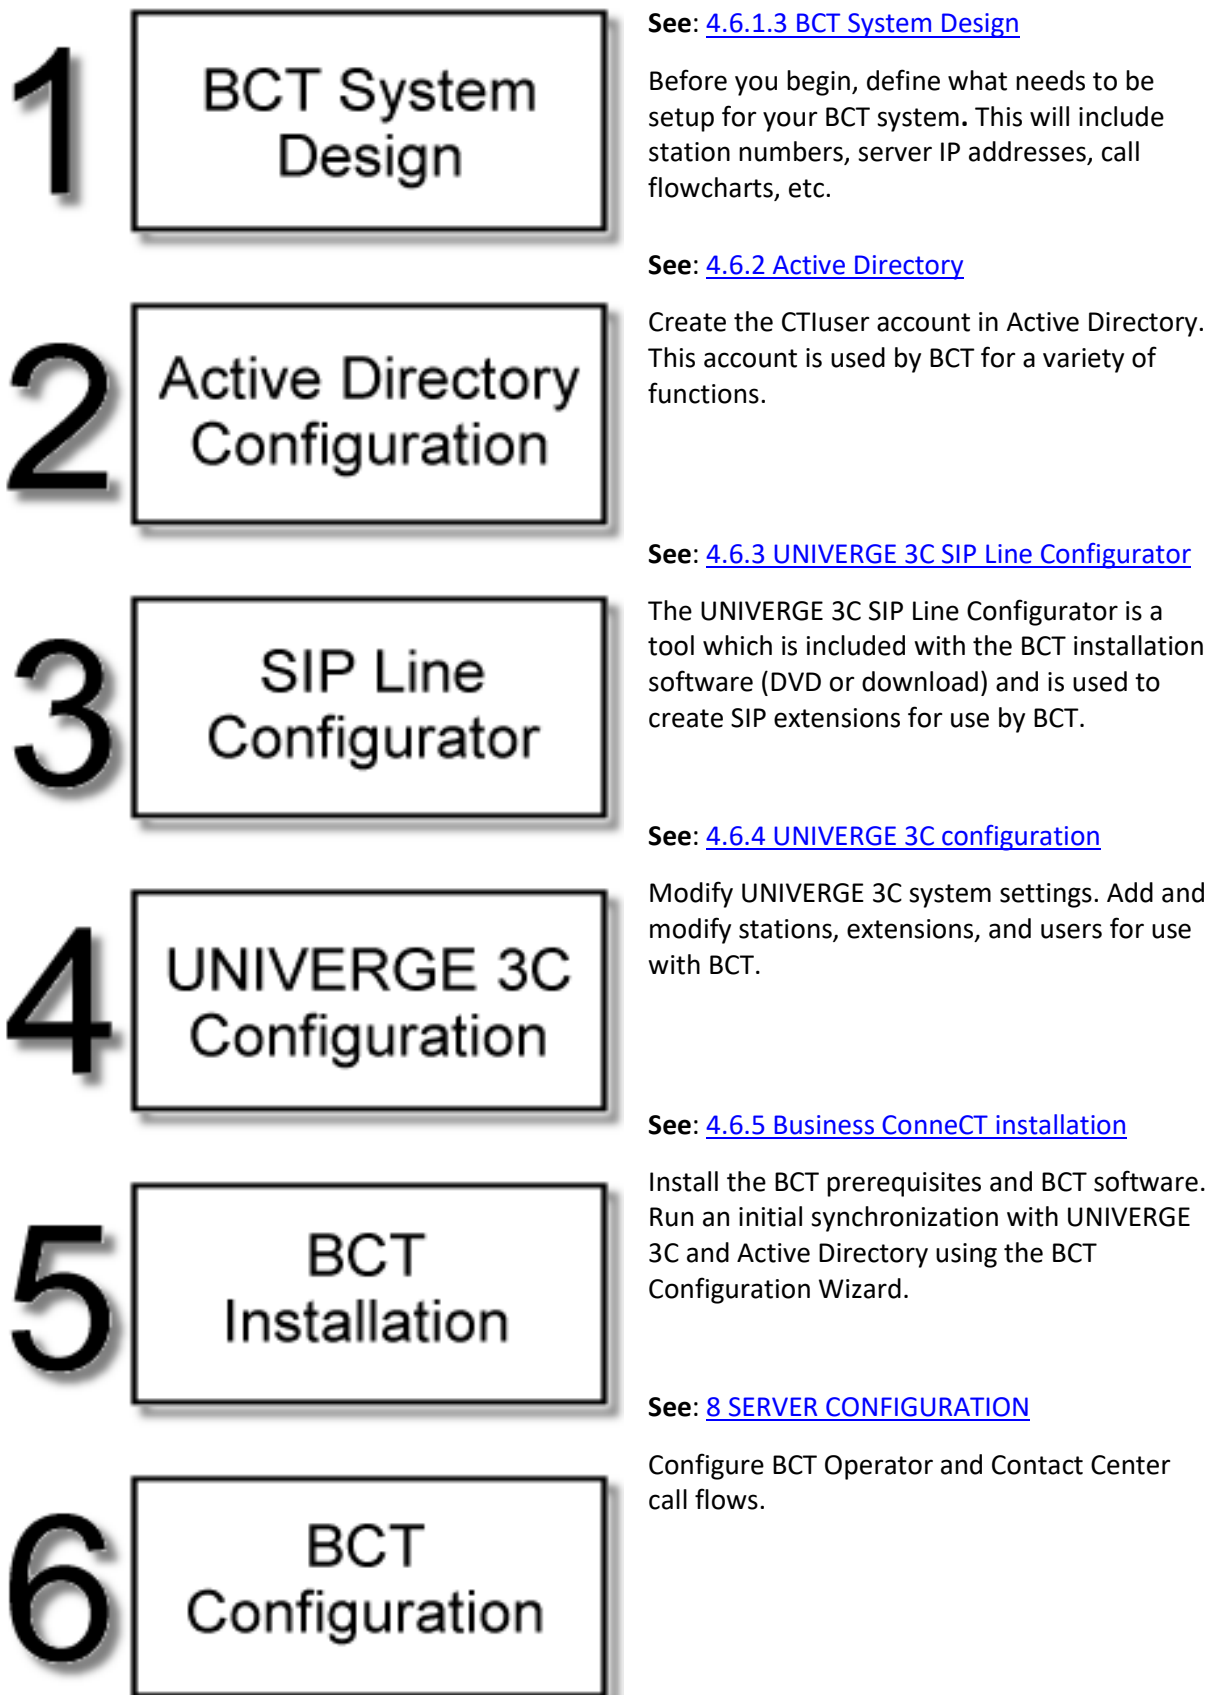 1
BCT System
Design
See: 4.6.1.3 BCT System Design
Before you begin, define what needs to be
setup for your BCT system. This will include
station numbers, server IP addresses, call
flowcharts, etc.
2
Active Directory
Configuration
See: 4.6.2 Active Directory
Create the CTIuser account in Active Directory.
This account is used by BCT for a variety of
functions.
3
SIP Line
Configurator
See: 4.6.3 UNIVERGE 3C SIP Line Configurator
The UNIVERGE 3C SIP Line Configurator is a
tool which is included with the BCT installation
software (DVD or download) and is used to
create SIP extensions for use by BCT.
4
UNIVERGE 3C
Configuration
See: 4.6.4 UNIVERGE 3C configuration
Modify UNIVERGE 3C system settings. Add and
modify stations, extensions, and users for use
with BCT.
5
BCT
Installation
See: 4.6.5 Business ConneCT installation
Install the BCT prerequisites and BCT software.
Run an initial synchronization with UNIVERGE
3C and Active Directory using the BCT
Configuration Wizard.
6
BCT
Configuration
See: 8 SERVER CONFIGURATION
Configure BCT Operator and Contact Center
call flows.